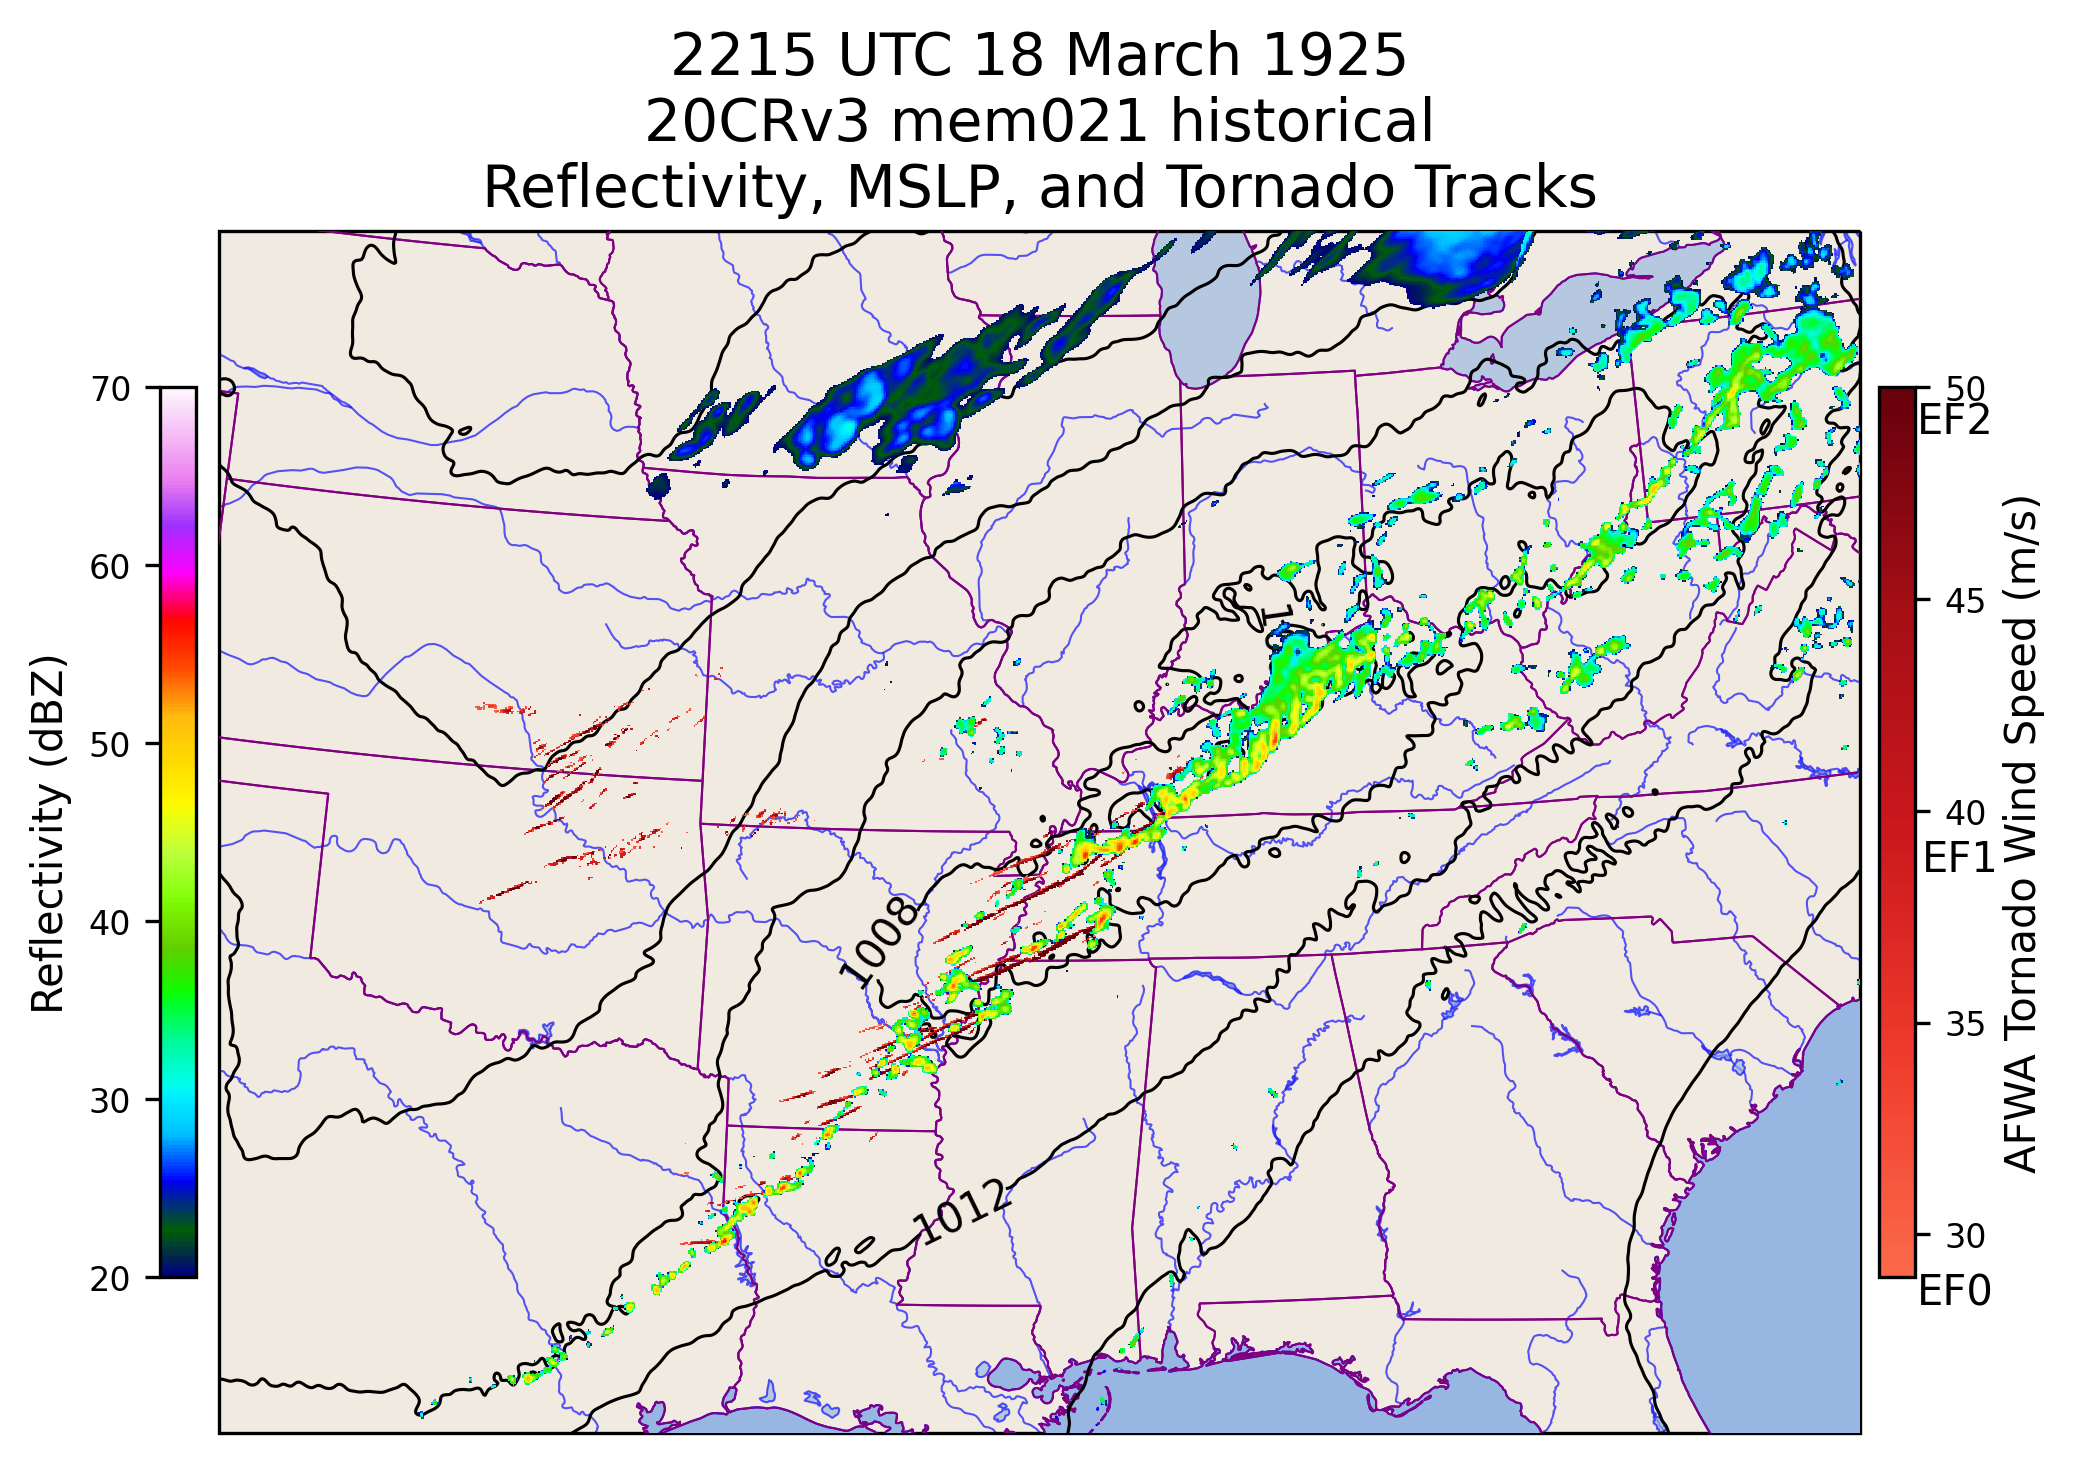 2215 UTC 18 March 1925
20CRv3 mem021 historical
Reflectivity, MSLP, and Tornado Tracks
Reflectivity (dBZ)
70
60
50
40
30
20
1008
1012
50
EF2
45
40
EF1
35
30
EF0
AFWA Tornado Wind Speed (m/s)